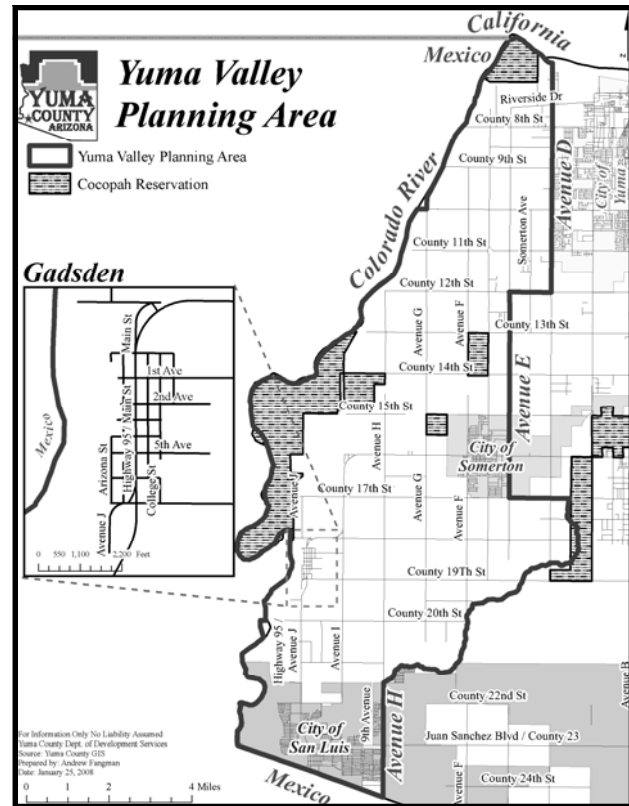 California
Mexico
YUMA
COUNTY
ARIZONA
Yuma Valley
Planning Area
Yuma Valley Planning Area
Cocopah Reservation
Riverside Dr
County 8th St
County 9th St
Avenue D
City of
Yuma
Colorado River
Somerton Ave
County 11th St
County 12th St
Avenue G
Avenue F
County 13th St
County 14th St
Avenue E
County 15th St
Avenue H
City of
Somerton
County 17th St
Avenue J
Avenue G
Avenue F
County 19Th St
County 20th St
Highway 95 /
Avenue J
Avenue I
Avenue B
9th Avenue
Avenue H
County 22nd St
Juan Sanchez Blvd / County 23
Avenue F
County 24th St
City of
San Luis
Mexico
Gadsden
Mexico
Main St
1st Ave
2nd Ave
5th Ave
Highway 95 / Main St
Arizona St
College St
Avenue J
0 550 1,100 2,200 Feet
For Information Only No Liability Assumed
Yuma County Dept. of Development Services
Source: Yuma County GIS
Prepared by: Andrew Fangman
Date: January 25, 2008
0 1 2 4 Miles
z